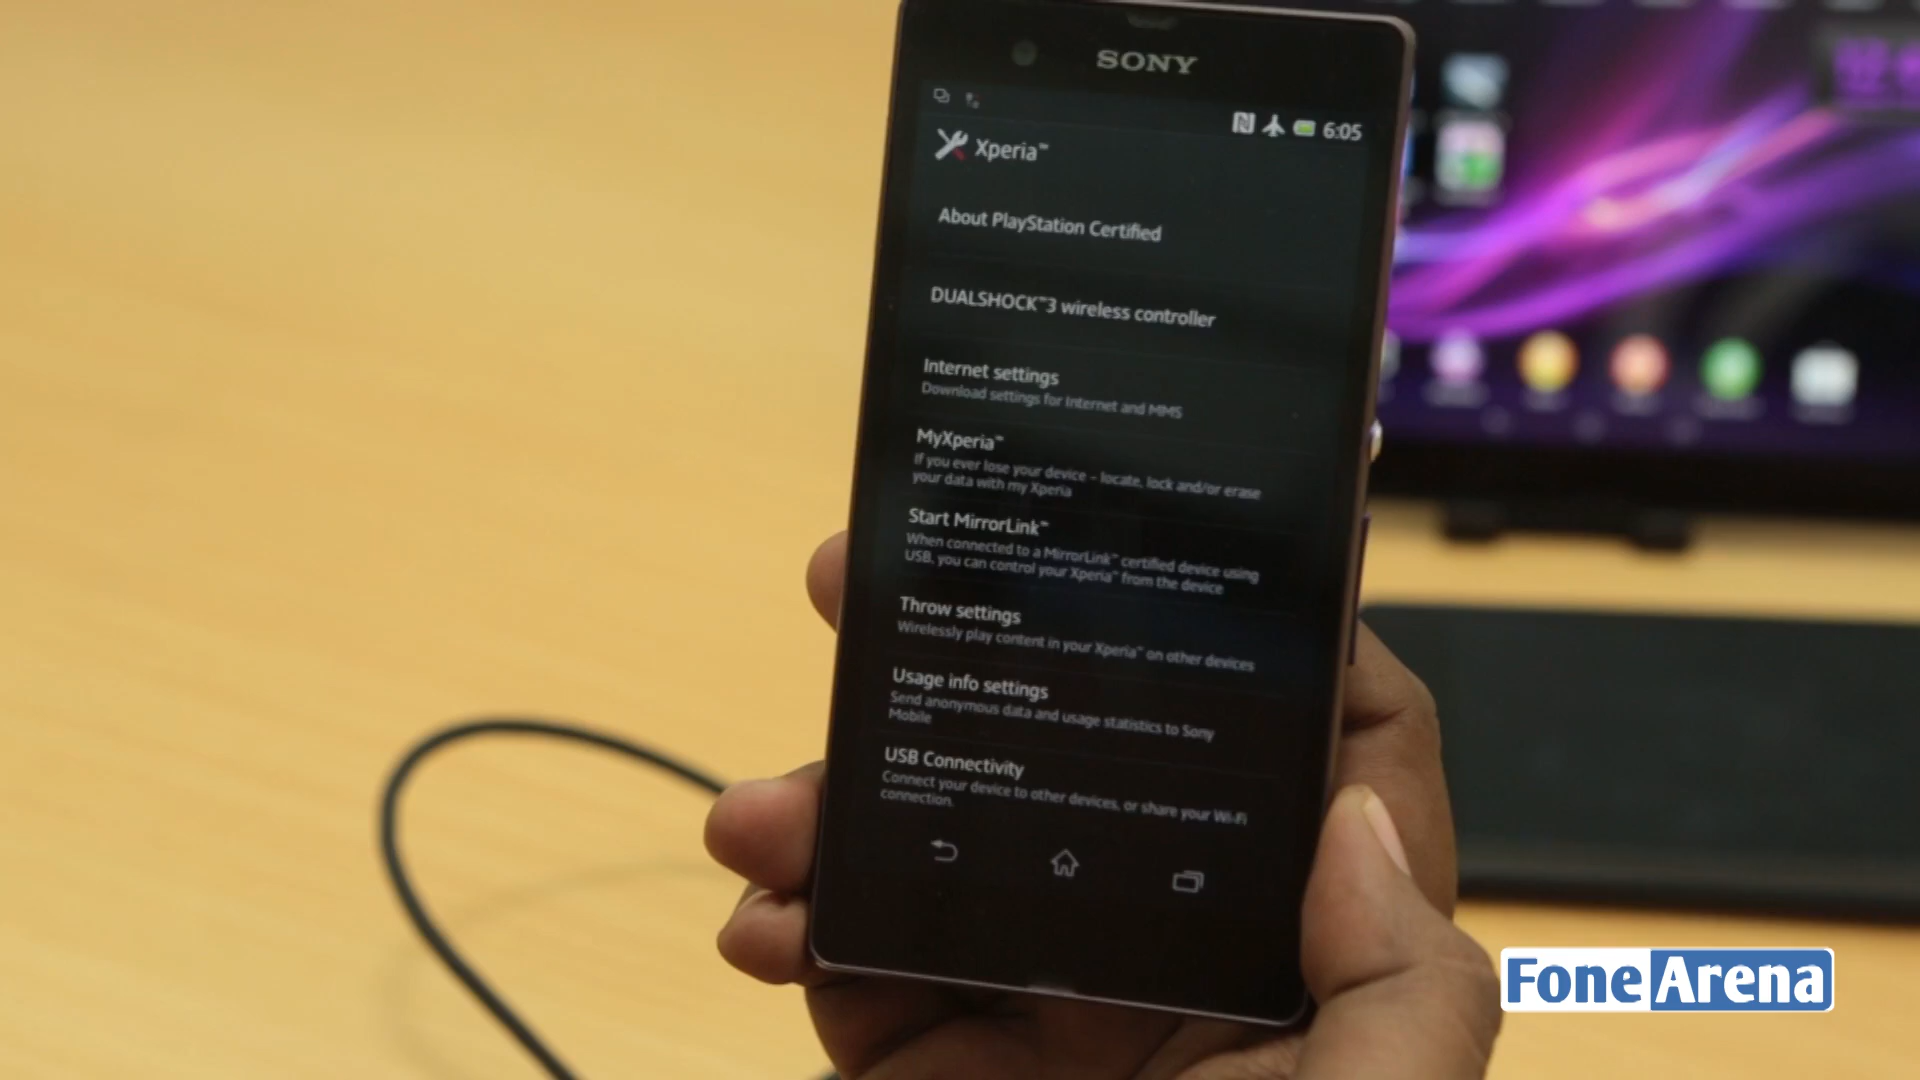 SONY
6:05
Xperia™
About PlayStation Certified
DUALSHOCK™3 wireless controller
Internet settings
Download settings for Internet and MMS
MyXperia™
If you ever lose your device – locate, lock and/or erase
your data with my Xperia
Start MirrorLink™
When connected to a MirrorLink™ certified device using
USB, you can control your Xperia™ from the device
Throw settings
Wirelessly play content in your Xperia™ on other devices
Usage info settings
Send anonymous data and usage statistics to Sony
Mobile
USB Connectivity
Connect your device to other devices, or share your Wi-Fi
connection.
FoneArena